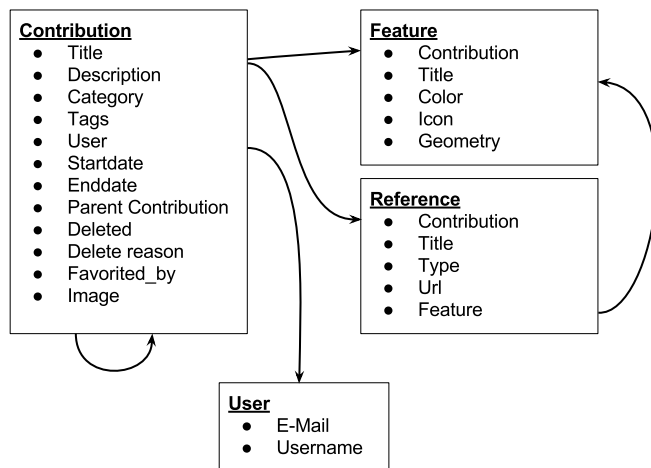 Contribution
● Title
● Description
● Category
● Tags
● User
● Startdate
● Enddate
● Parent Contribution
● Deleted
● Delete reason
● Favorited_by
● Image
Feature
● Contribution
● Title
● Color
● Icon
● Geometry
Reference
● Contribution
● Title
● Type
● Url
● Feature
User
● E-Mail
● Username